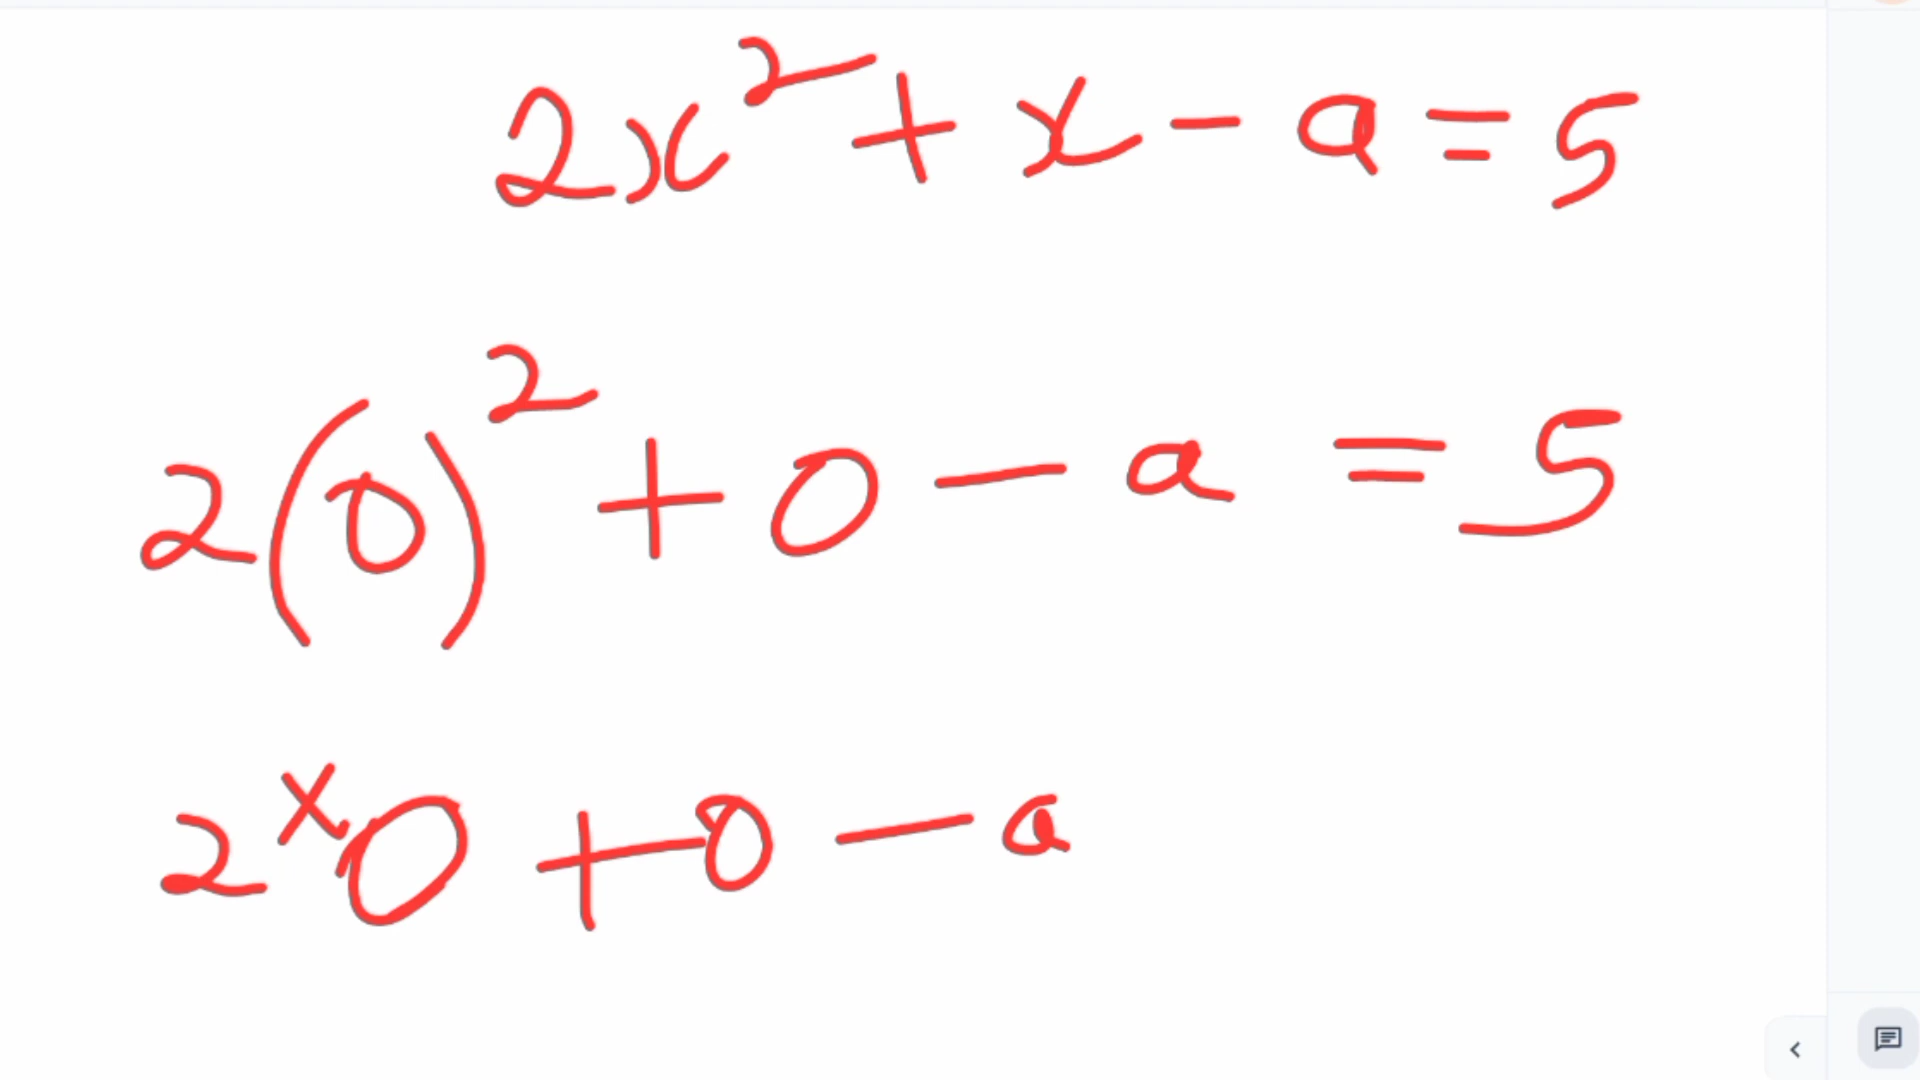 2x² + x - a = 5
2(0)² + 0 - a = 5
2 × 0 + 0 - a